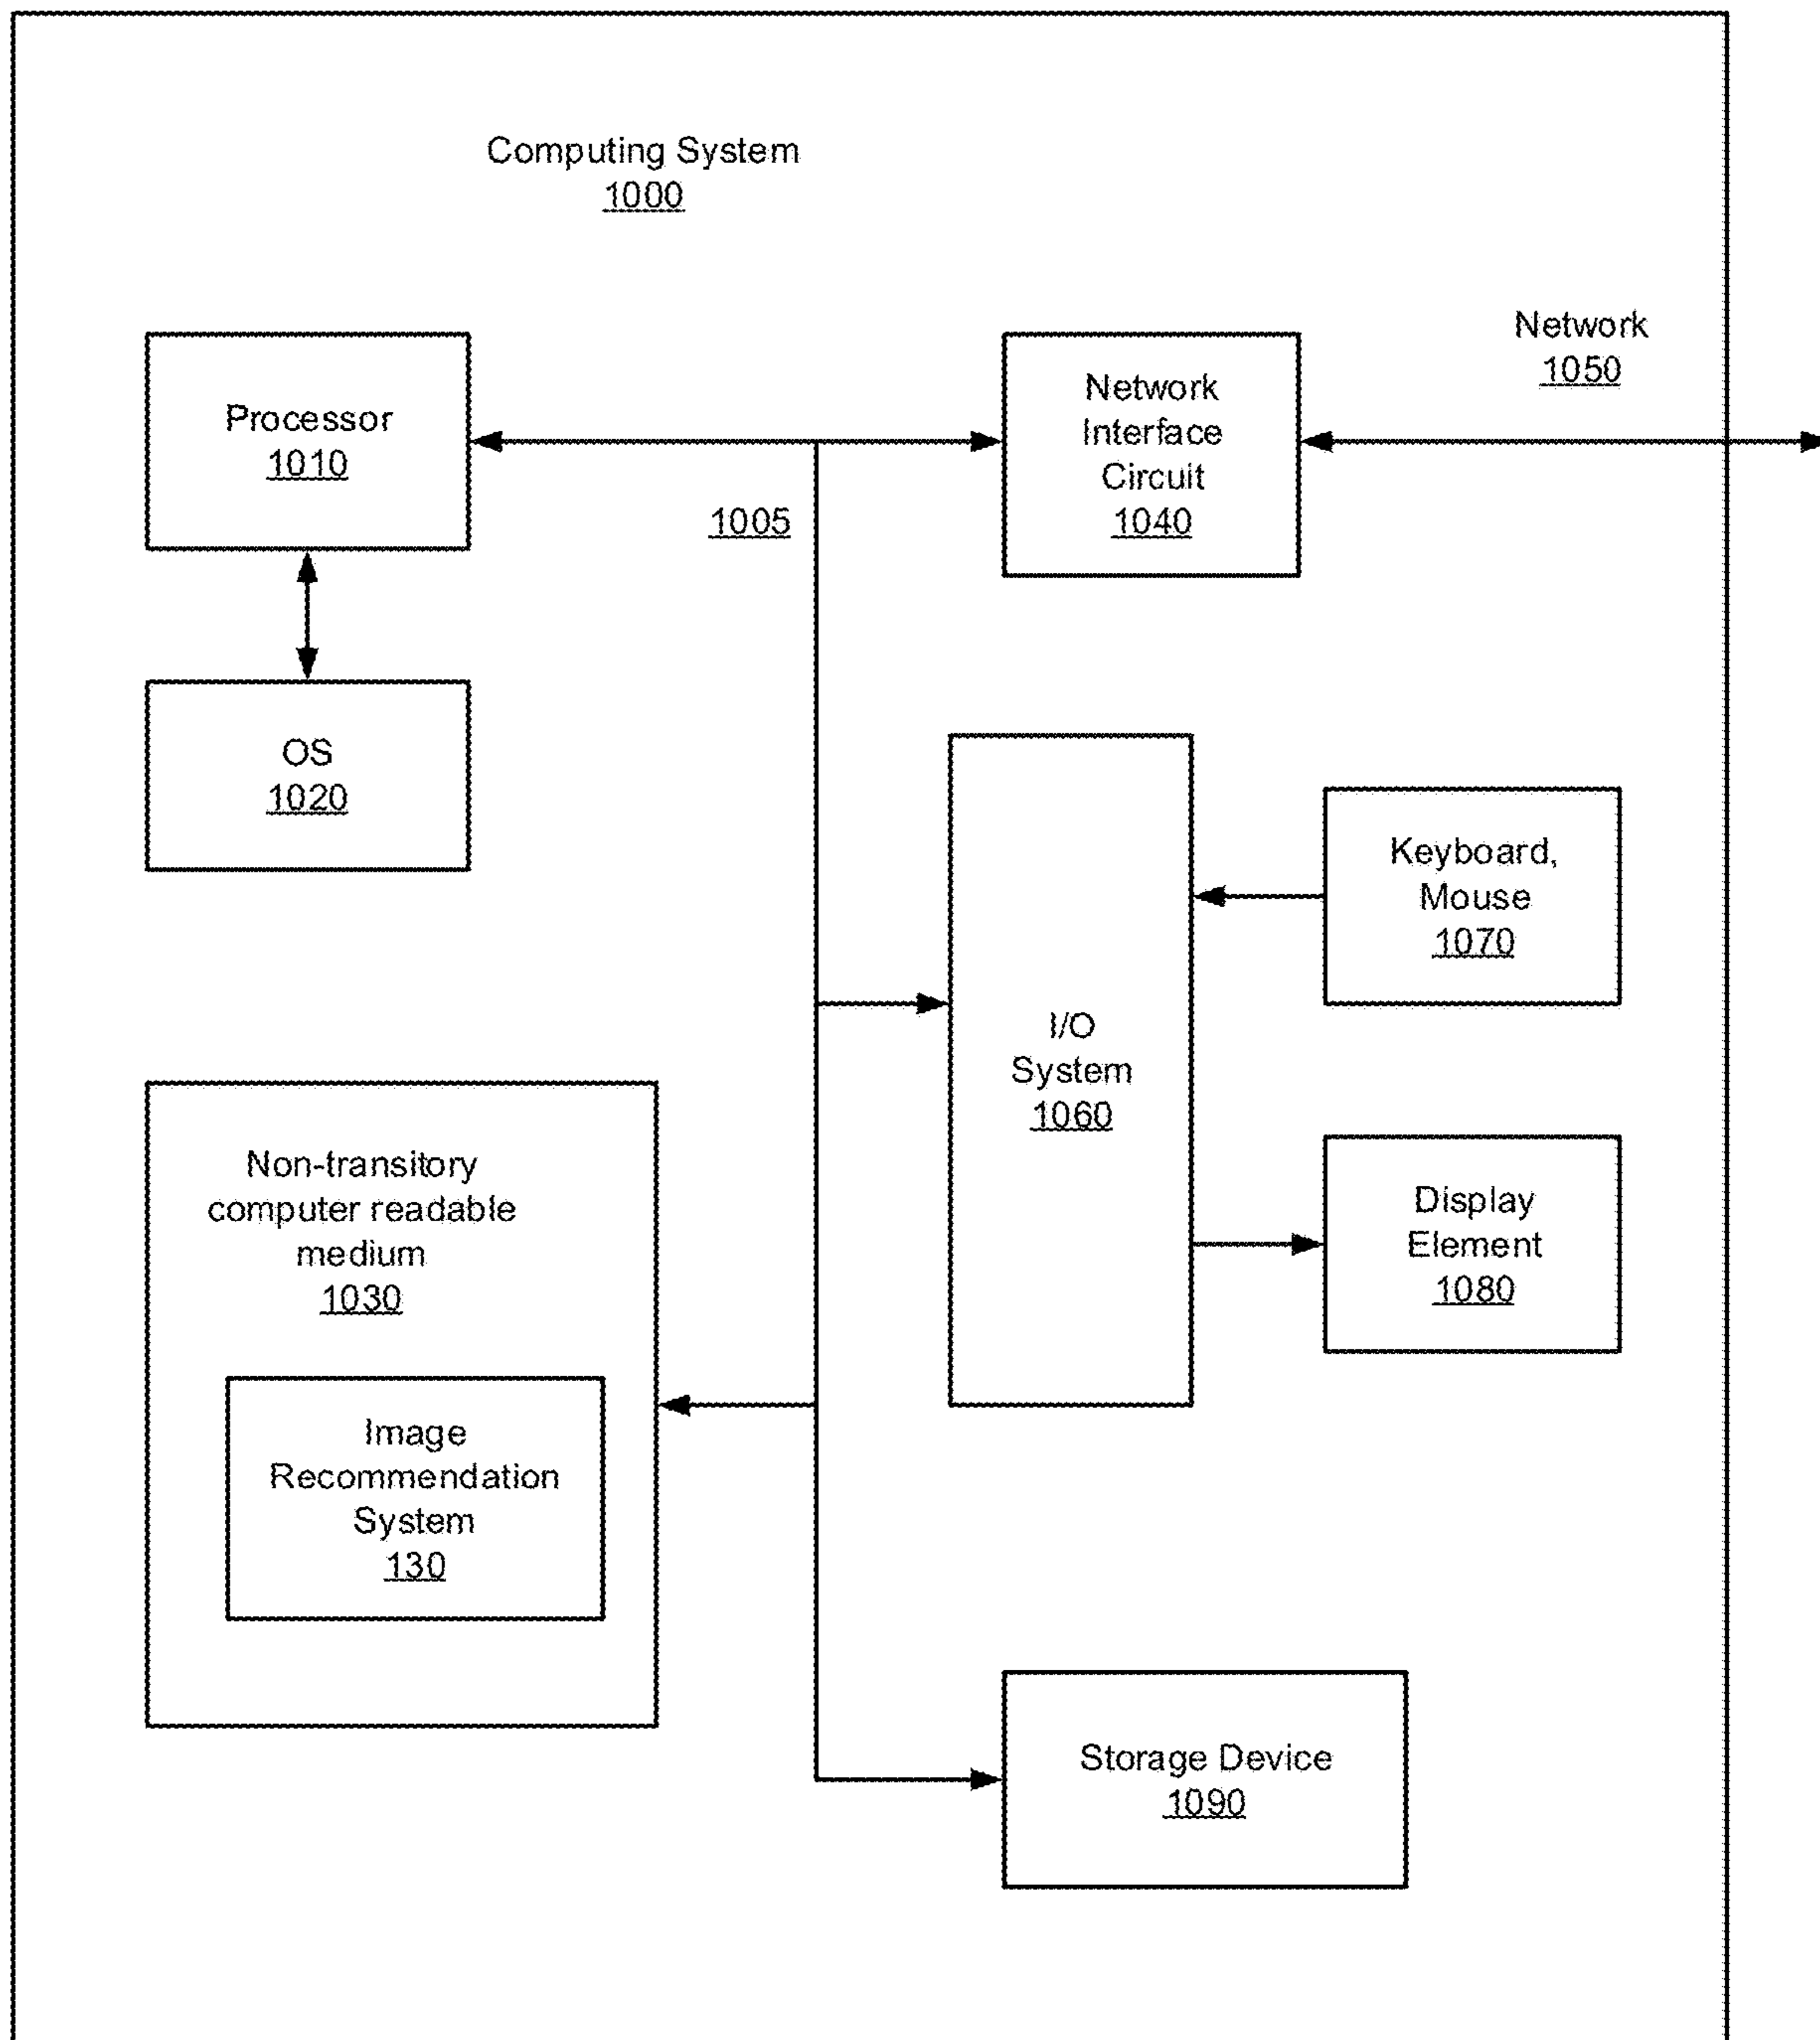 Computing System
1000
Network
1050
Processor
1010
Network
Interface
Circuit
1040
1005
OS
1020
Keyboard,
Mouse
1070
I/O
System
1060
Non-transitory
computer readable
medium
1030
Display
Element
1080
Image
Recommendation
System
130
Storage Device
1090